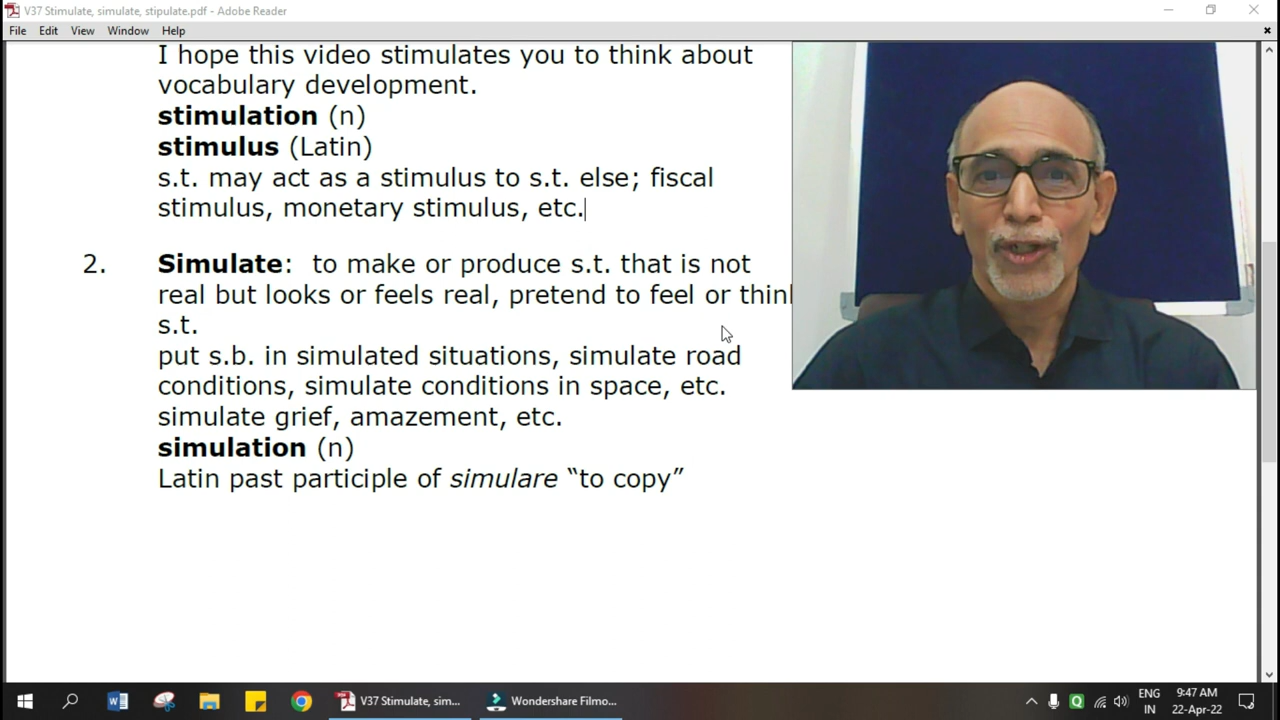 V37 Stimulate, simulate, stipulate.pdf - Adobe Reader
File Edit View Window Help
I hope this video stimulates you to think about
vocabulary development.
stimulation (n)
stimulus (Latin)
s.t. may act as a stimulus to s.t. else; fiscal
stimulus, monetary stimulus, etc.
2. Simulate: to make or produce s.t. that is not
real but looks or feels real, pretend to feel or thin
s.t.
put s.b. in simulated situations, simulate road
conditions, simulate conditions in space, etc.
simulate grief, amazement, etc.
simulation (n)
Latin past participle of simulare “to copy”
V37 Stimulate, sim...
Wondershare Filmo...
ENG
IN
9:47 AM
22-Apr-22